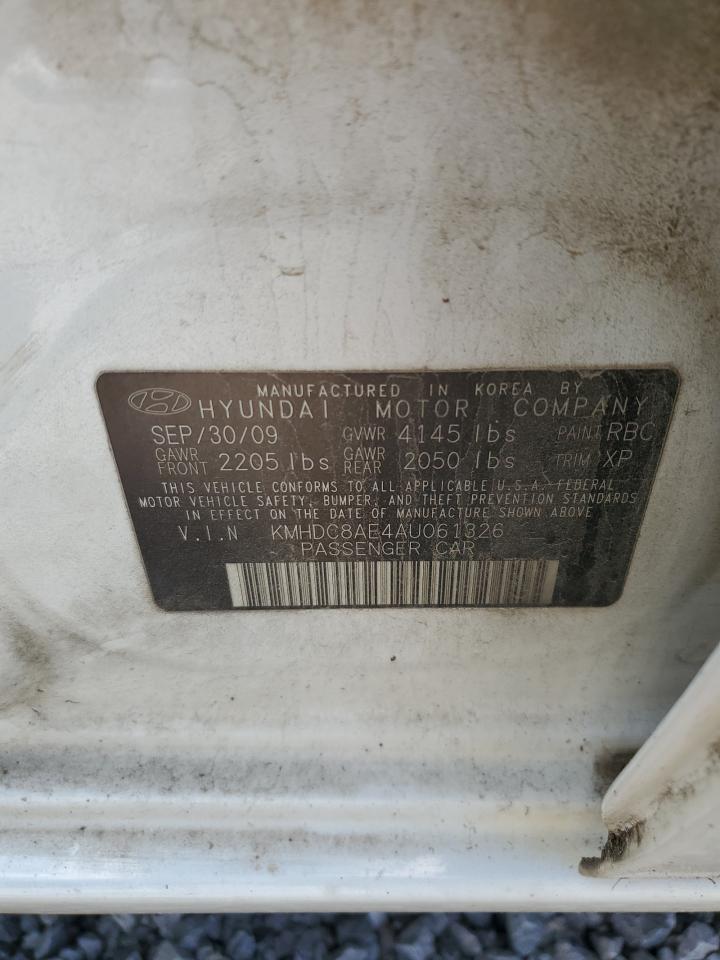 MANUFACTURED IN KOREA BY
HYUNDAI MOTOR COMPANY
SEP/30/09 GVWR 4145 lbs PAINT RBC
GAWR FRONT 2205 lbs GAWR REAR 2050 lbs TRIM XP
THIS VEHICLE CONFORMS TO ALL APPLICABLE U.S.A. FEDERAL
MOTOR VEHICLE SAFETY, BUMPER, AND THEFT PREVENTION STANDARDS
IN EFFECT ON THE DATE OF MANUFACTURE SHOWN ABOVE
V.I.N KMHDC8AE4AU061326
PASSENGER CAR